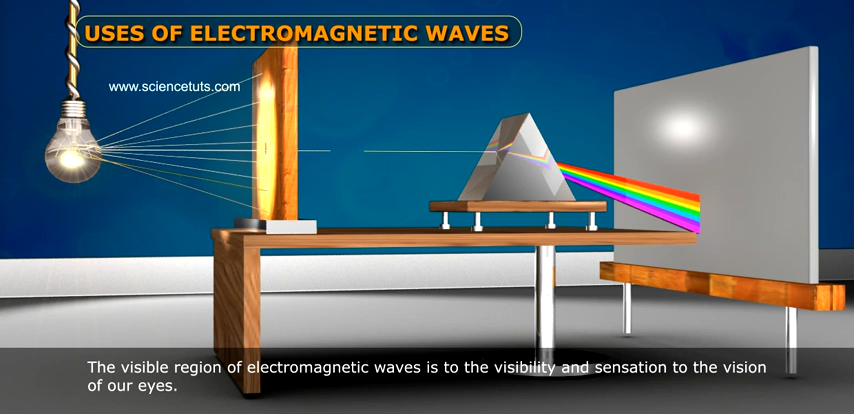 USES OF ELECTROMAGNETIC WAVES
www.sciencetuts.com
The visible region of electromagnetic waves is to the visibility and sensation to the vision
of our eyes.